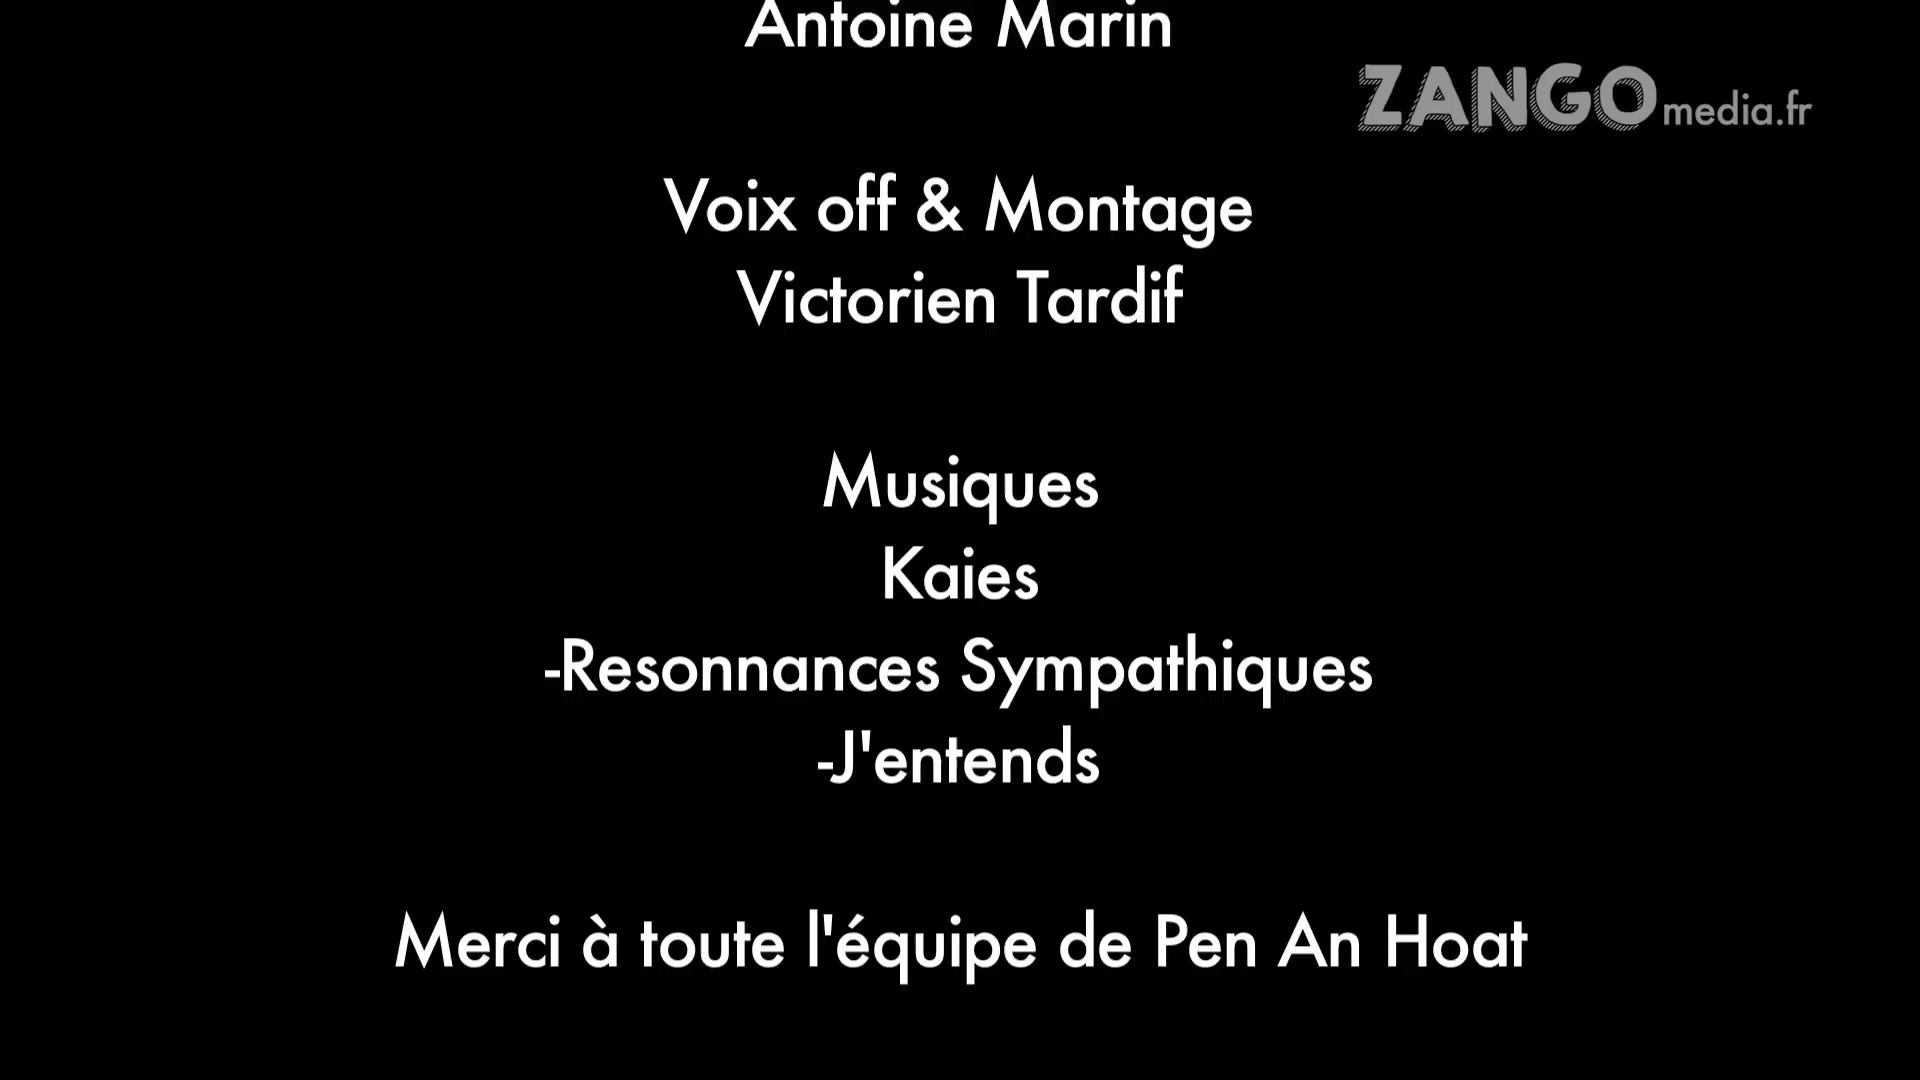 Antoine Marin
ZANGOmedia.fr
Voix off & Montage
Victorien Tardif
Musiques
Kaies
-Resonnances Sympathiques
-J'entends
Merci à toute l'équipe de Pen An Hoat